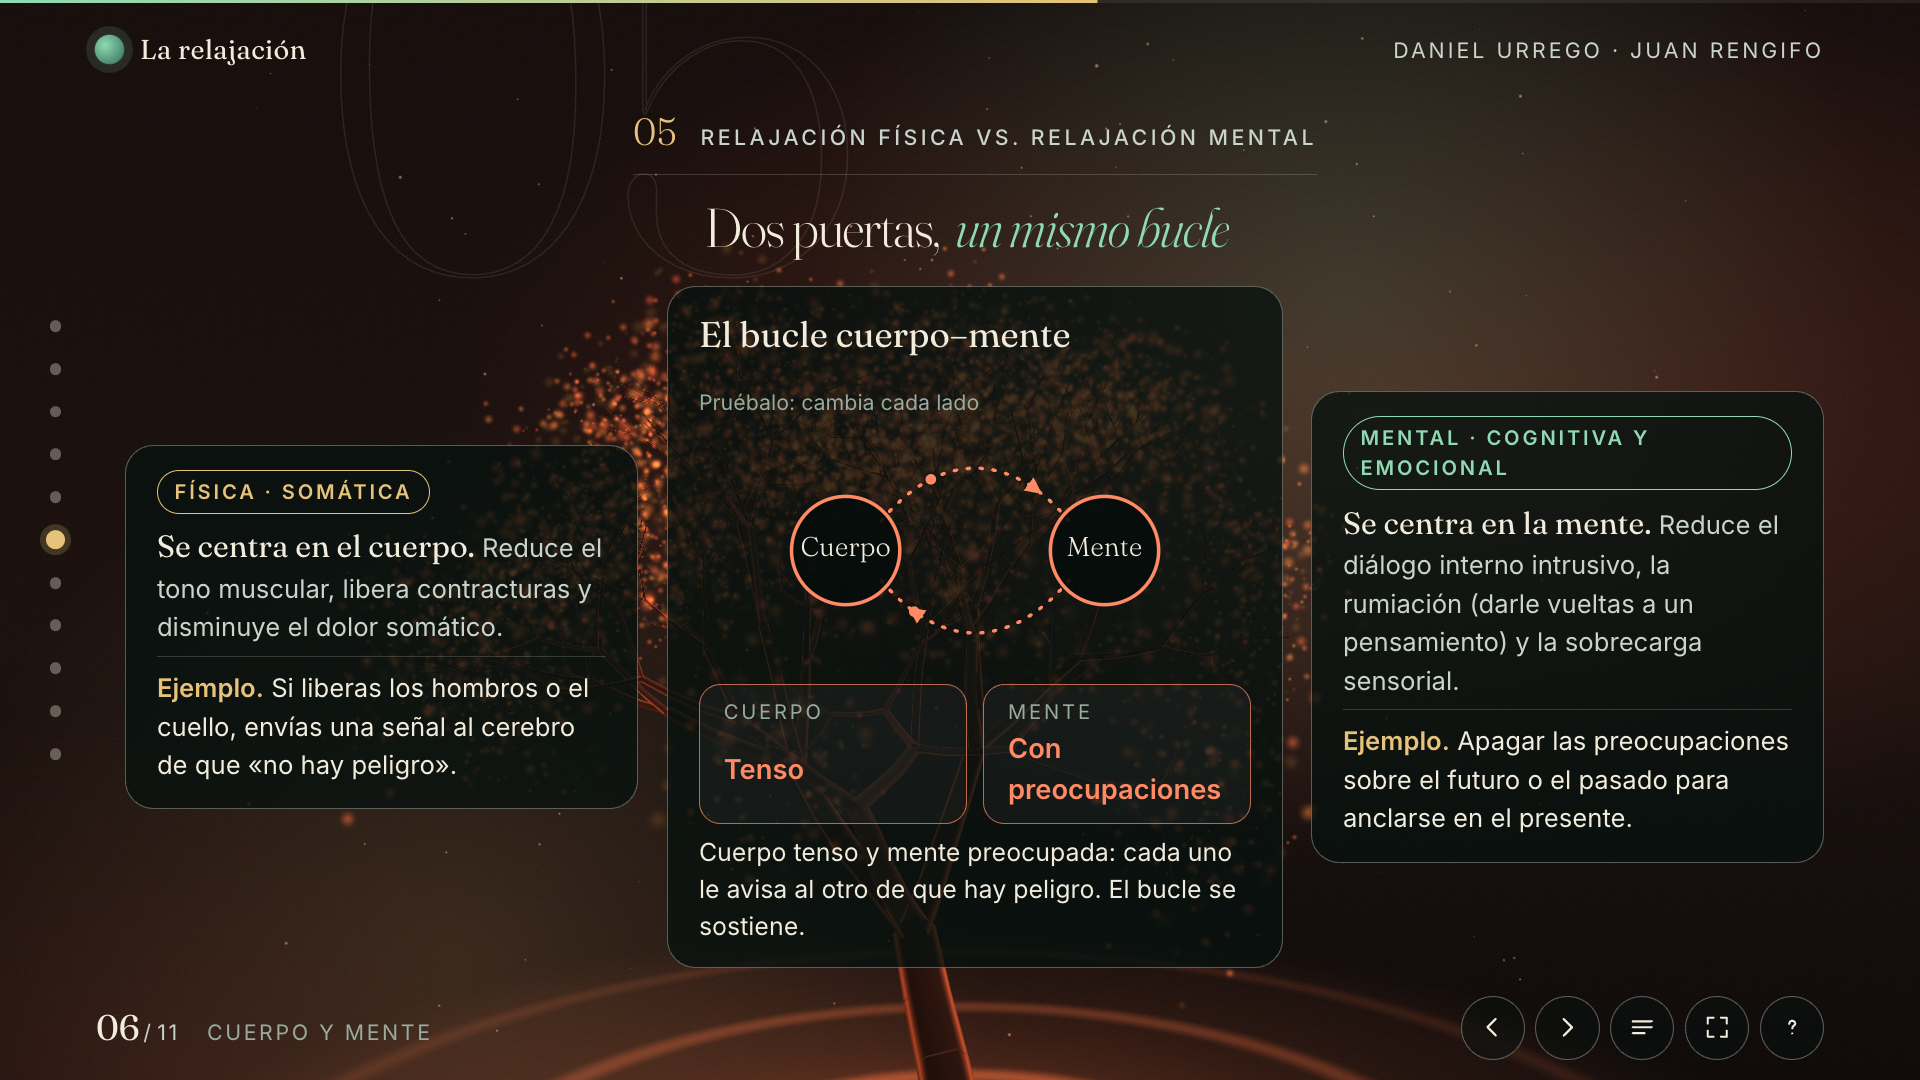 La relajación
DANIEL URREGO · JUAN RENGIFO
05
05 RELAJACIÓN FÍSICA VS. RELAJACIÓN MENTAL
Dos puertas, un mismo bucle
FÍSICA · SOMÁTICA
Se centra en el cuerpo. Reduce el
tono muscular, libera contracturas y
disminuye el dolor somático.
Ejemplo. Si liberas los hombros o el
cuello, envías una señal al cerebro
de que «no hay peligro».
El bucle cuerpo–mente
Pruébalo: cambia cada lado
Cuerpo
Mente
CUERPO
Tenso
MENTE
Con
preocupaciones
Cuerpo tenso y mente preocupada: cada uno
le avisa al otro de que hay peligro. El bucle se
sostiene.
MENTAL · COGNITIVA Y
EMOCIONAL
Se centra en la mente. Reduce el
diálogo interno intrusivo, la
rumiación (darle vueltas a un
pensamiento) y la sobrecarga
sensorial.
Ejemplo. Apagar las preocupaciones
sobre el futuro o el pasado para
anclarse en el presente.
06 / 11 CUERPO Y MENTE
?